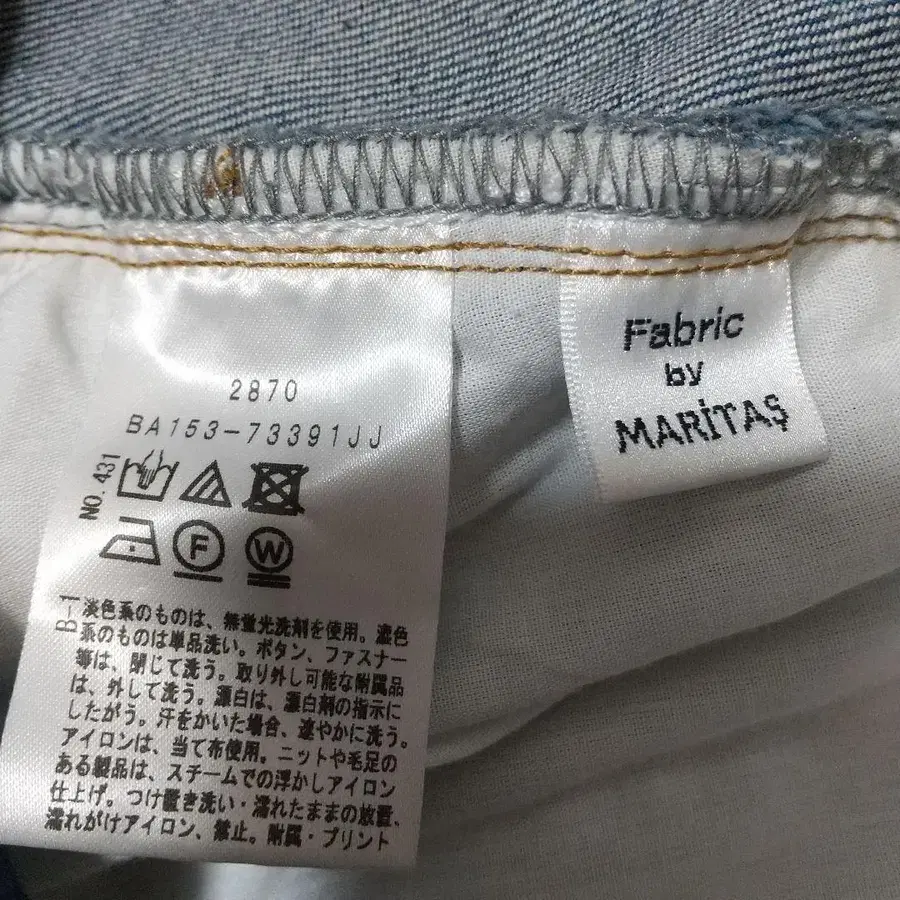 2870
BA153-73391JJ
NO.431
F
W
B-1
淡色系のものは、無蛍光洗剤を使用。濃色
系のものは単品洗い。ボタン、ファスナー
等は、閉じて洗う。取り外し可能な附属品
は、外して洗う。漂白は、漂白剤の指示に
したがう。汗をかいた場合、速やかに洗う。
アイロンは、当て布使用。ニットや毛足の
ある製品は、スチームでの浮かしアイロン
仕上げ。つけ置き洗い・濡れたままの放置、
濡れがけアイロン、禁止。附属・プリント
Fabric
by
MARİTAŞ